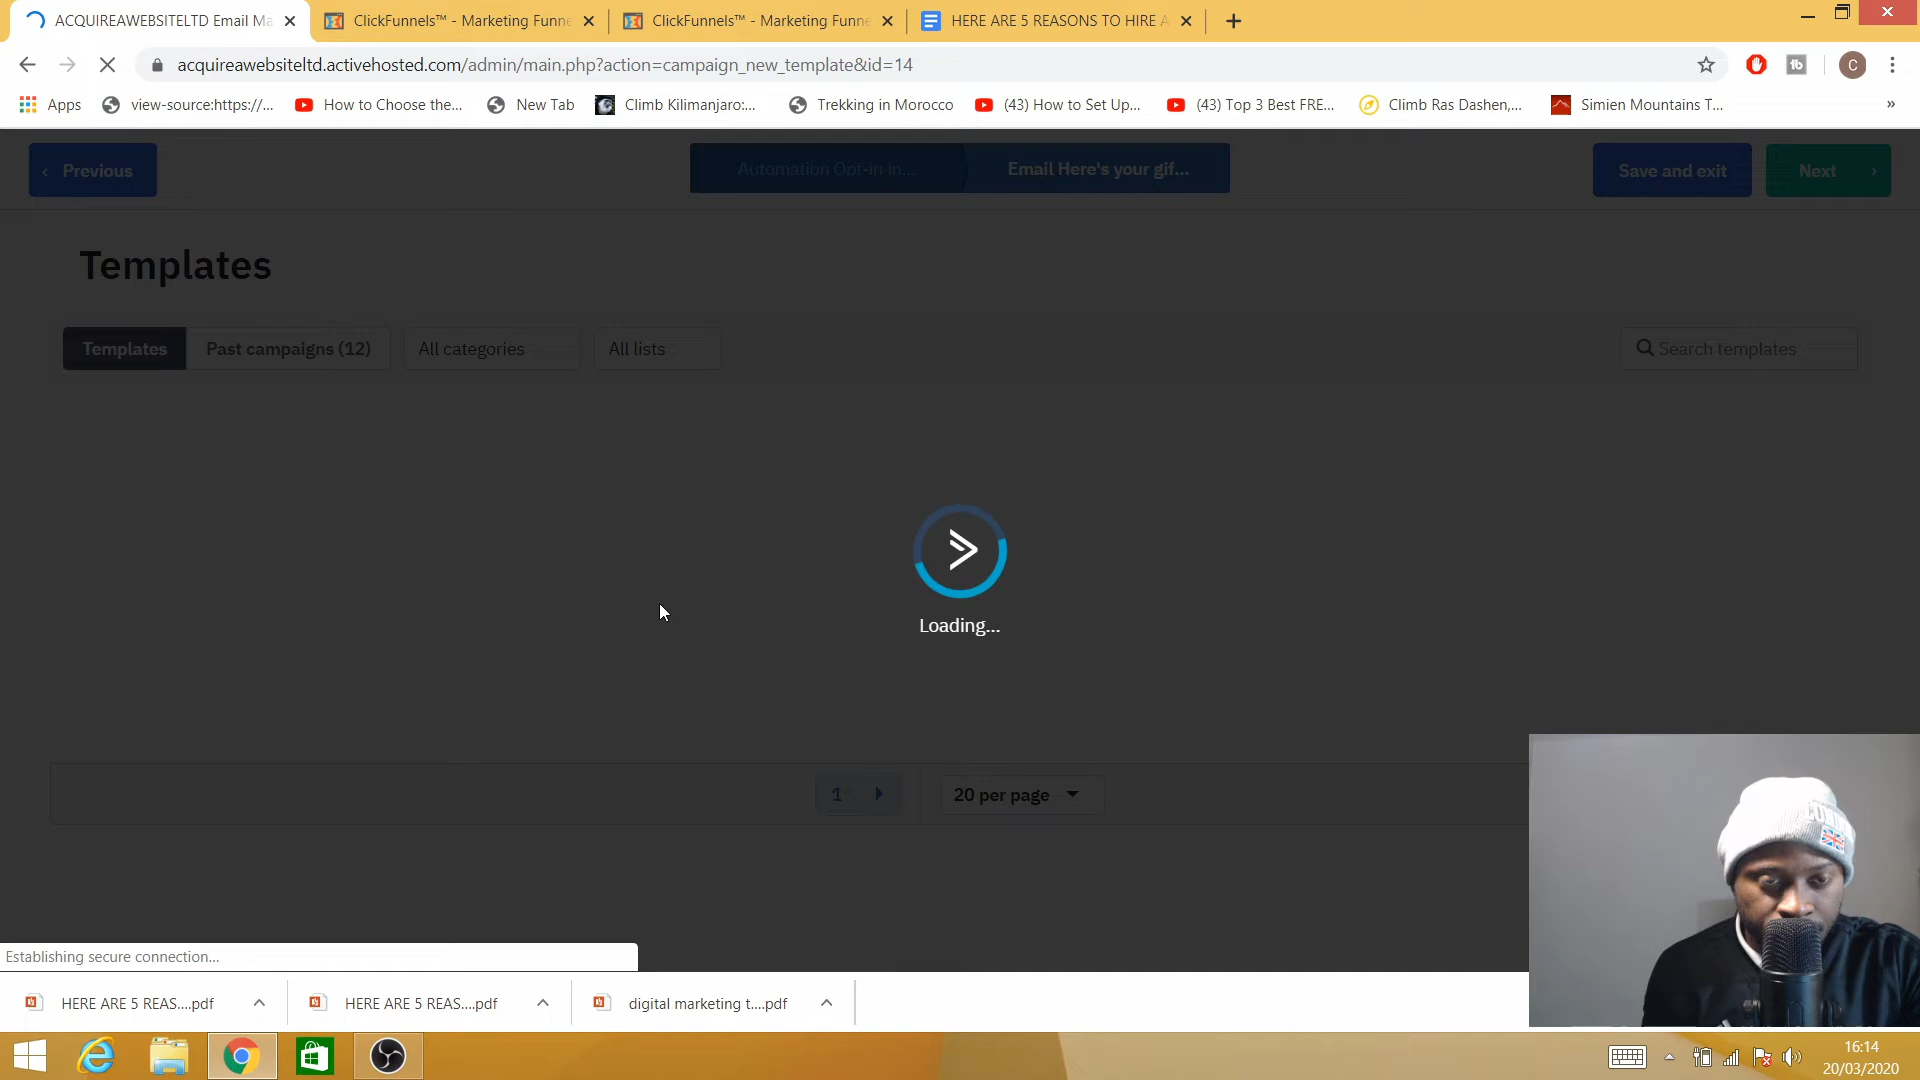 ACQUIREAWEBSITELTD Email Ma
ClickFunnels™ - Marketing Funne
ClickFunnels™ - Marketing Funne
HERE ARE 5 REASONS TO HIRE A
acquireawebsiteltd.activehosted.com/admin/main.php?action=campaign_new_template&id=14
C
Apps
view-source:https://...
How to Choose the...
New Tab
Climb Kilimanjaro:...
Trekking in Morocco
(43) How to Set Up...
(43) Top 3 Best FRE...
Climb Ras Dashen,...
Simien Mountains T...
»
‹ Previous
Automation Opt-in in...
Email Here's your gif...
Save and exit
Next ›
Templates
Templates
Past campaigns (12)
All categories
All lists
Search templates
Loading...
1
20 per page
Establishing secure connection...
HERE ARE 5 REAS....pdf
HERE ARE 5 REAS....pdf
digital marketing t....pdf
16:14
20/03/2020